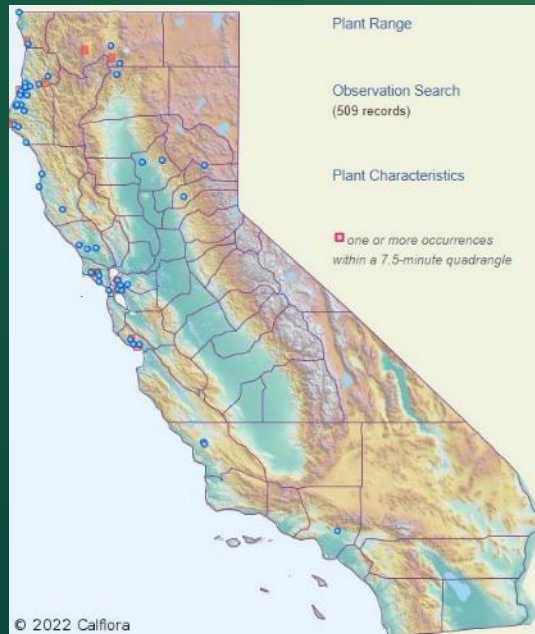 Plant Range
Observation Search
(509 records)
Plant Characteristics
one or more occurrences
within a 7.5-minute quadrangle
© 2022 Calflora